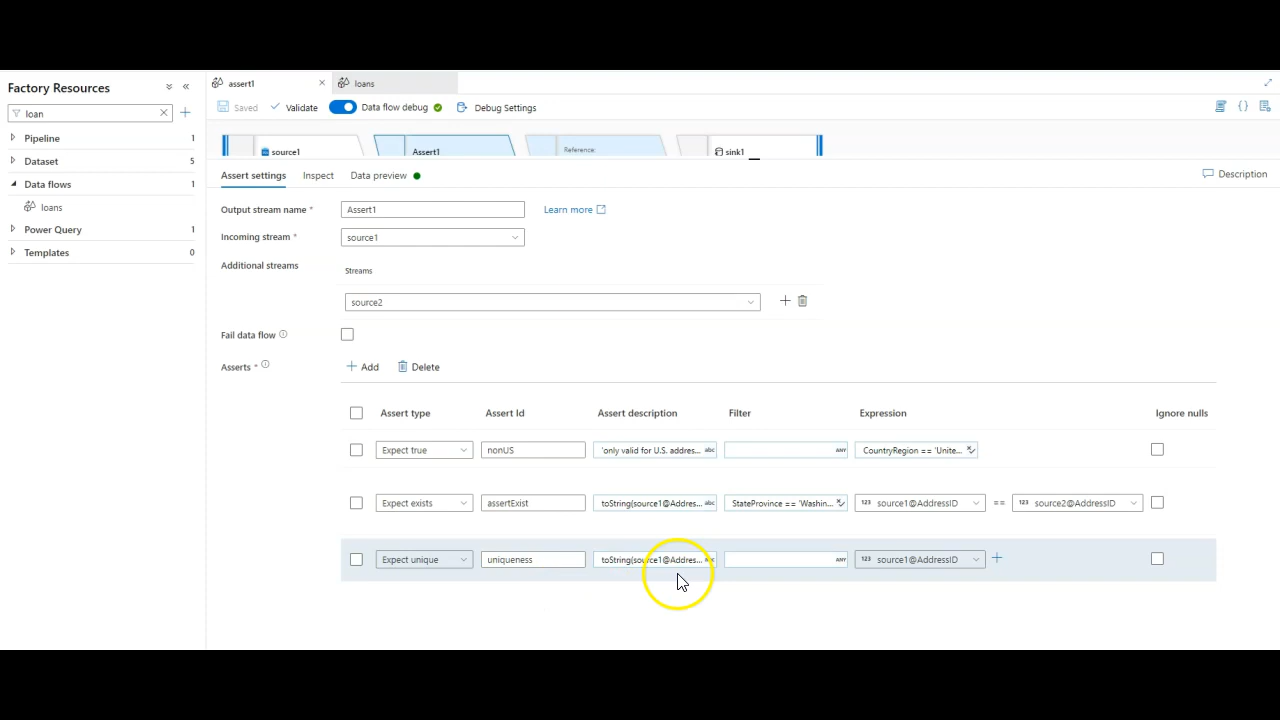 Factory Resources
assert1
loans
loan
Saved
Validate
Data flow debug
Debug Settings
Pipeline 1
Dataset 5
Data flows 1
loans
Power Query 1
Templates 0
source1
Assert1
Reference:
sink1
Assert settings
Inspect
Data preview
Description
Output stream name *
Assert1
Learn more
Incoming stream *
source1
Additional streams
Streams
source2
Fail data flow
Asserts *
Add
Delete
Assert type Assert Id Assert description Filter Expression Ignore nulls
Expect true nonUS 'only valid for U.S. addres... abc ANY CountryRegion == 'Unite...
Expect exists assertExist toString(source1@Addres... abc StateProvince == 'Washin... 123 source1@AddressID == 123 source2@AddressID
Expect unique uniqueness toString(source1@Addres... abc ANY 123 source1@AddressID